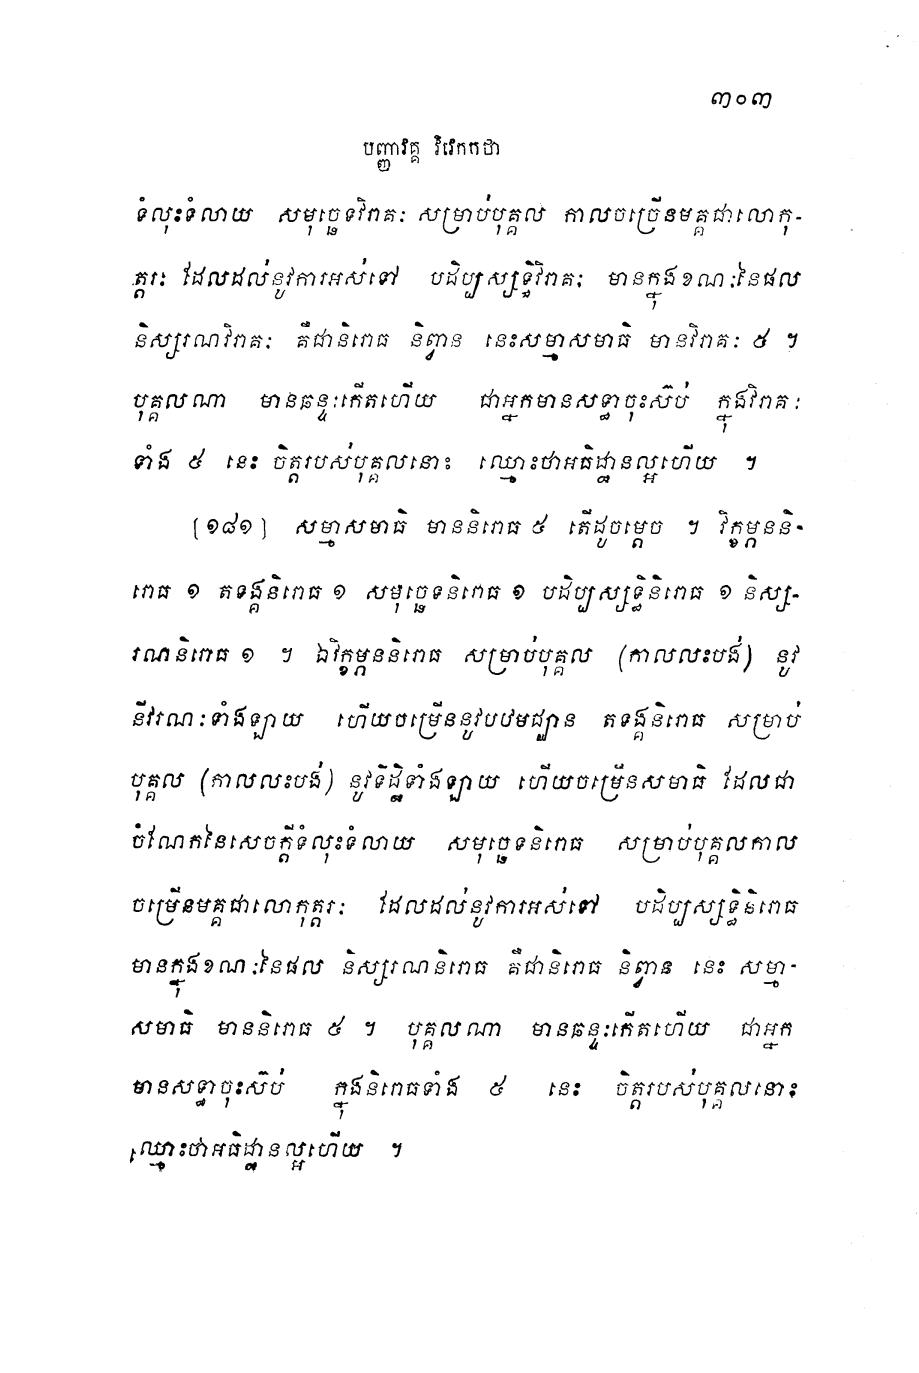 ៣០៣
បញ្ញាវគ្គ វិវេកកថា
ទំលុះទំលាយ សមុច្ឆេទវិរាគៈ សម្រាប់បុគ្គល កាលចម្រើនមគ្គជាលោកុ-
ត្តរៈ ដែលដល់នូវការអស់ទៅ បដិប្បស្សទ្ធិវិរាគៈ មានក្នុងខណៈនៃផល
និស្សរណវិរាគៈ គឺជានិរោធ និព្វាន នេះសម្មាសមាធិ មានវិរាគៈ ៥ ។
បុគ្គលណា មានឆន្ទៈកើតហើយ ជាអ្នកមានសទ្ធាចុះស៊ប់ ក្នុងវិរាគៈ
ទាំង ៥ នេះ ចិត្តរបស់បុគ្គលនោះ ឈ្មោះថាអធិដ្ឋានល្អហើយ ។
[១៨១] សម្មាសមាធិ មាននិរោធ ៥ តើដូចម្តេច ។ វិក្ខម្ភននិ-
រោធ ១ តទង្គនិរោធ ១ សមុច្ឆេទនិរោធ ១ បដិប្បស្សទ្ធិនិរោធ ១ និស្ស-
រណនិរោធ ១ ។ ឯវិក្ខម្ភននិរោធ សម្រាប់បុគ្គល (កាលលះបង់) នូវ
នីវរណៈទាំងឡាយ ហើយចម្រើននូវបឋមជ្ឈាន តទង្គនិរោធ សម្រាប់
បុគ្គល (កាលលះបង់) នូវទិដ្ឋិទាំងឡាយ ហើយចម្រើនសមាធិ ដែលជា
ចំណែកនៃសេចក្តីទំលុះទំលាយ សមុច្ឆេទនិរោធ សម្រាប់បុគ្គលកាល
ចម្រើនមគ្គជាលោកុត្តរៈ ដែលដល់នូវការអស់ទៅ បដិប្បស្សទ្ធិនិរោធ
មានក្នុងខណៈនៃផល និស្សរណនិរោធ គឺជានិរោធ និព្វាន នេះ សម្មា-
សមាធិ មាននិរោធ ៥ ។ បុគ្គលណា មានឆន្ទៈកើតហើយ ជាអ្នក
មានសទ្ធាចុះស៊ប់ ក្នុងនិរោធទាំង ៥ នេះ ចិត្តរបស់បុគ្គលនោះ
ឈ្មោះថាអធិដ្ឋានល្អហើយ ។